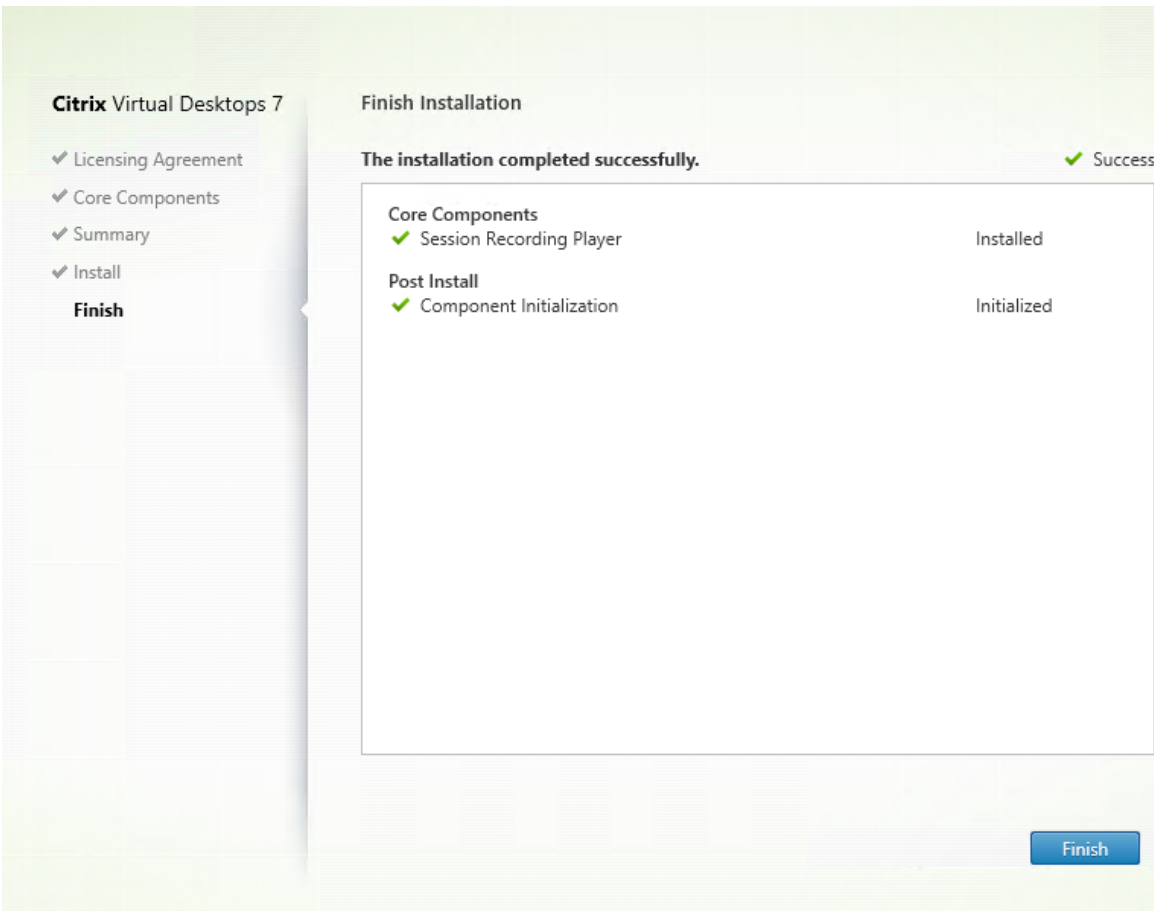 Citrix Virtual Desktops 7
Licensing Agreement
Core Components
Summary
Install
Finish
Finish Installation
The installation completed successfully.
Success
Core Components
Session Recording Player Installed
Post Install
Component Initialization Initialized
Finish